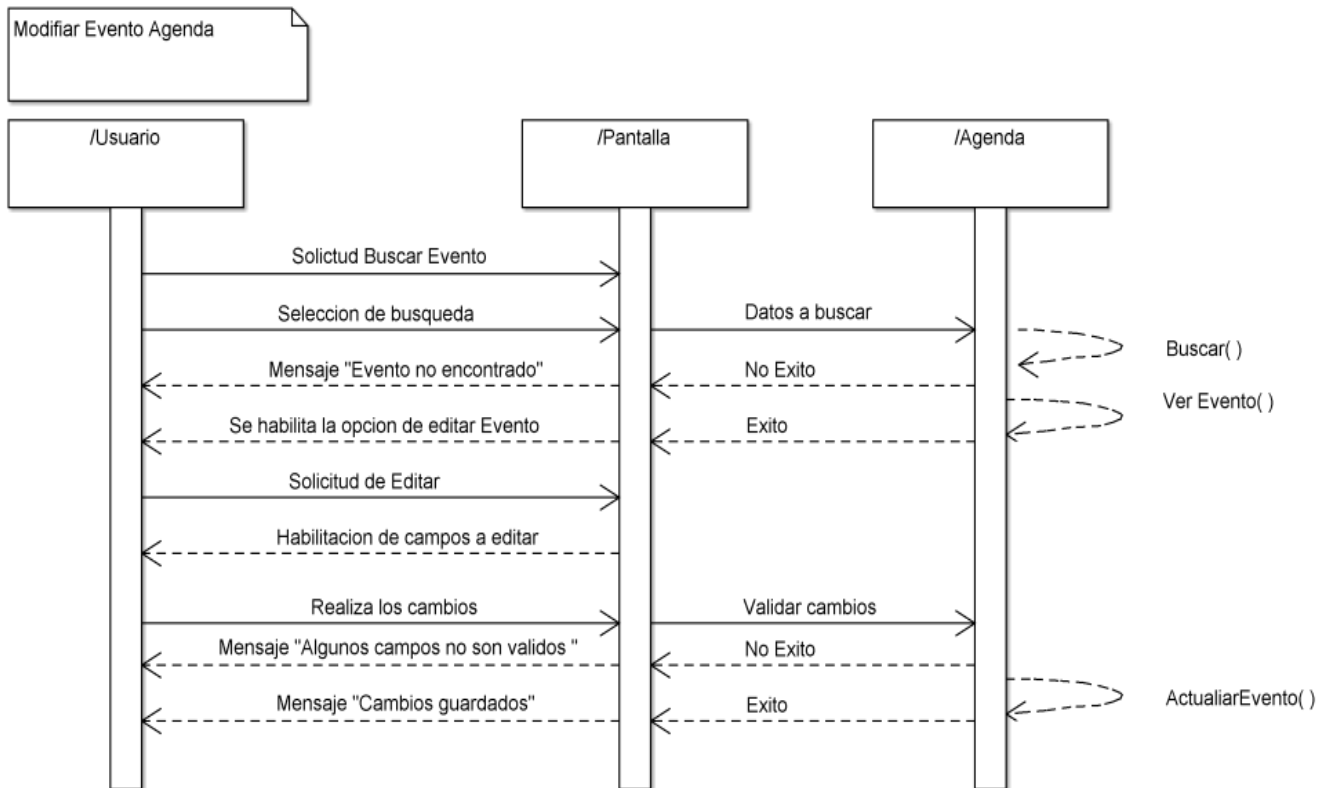 Modifiar Evento Agenda
/Usuario
/Pantalla
/Agenda
Solictud Buscar Evento
Seleccion de busqueda
Datos a buscar
Buscar( )
Mensaje "Evento no encontrado"
No Exito
Ver Evento( )
Se habilita la opcion de editar Evento
Exito
Solicitud de Editar
Habilitacion de campos a editar
Realiza los cambios
Validar cambios
Mensaje "Algunos campos no son validos "
No Exito
Mensaje "Cambios guardados"
Exito
ActualiarEvento( )